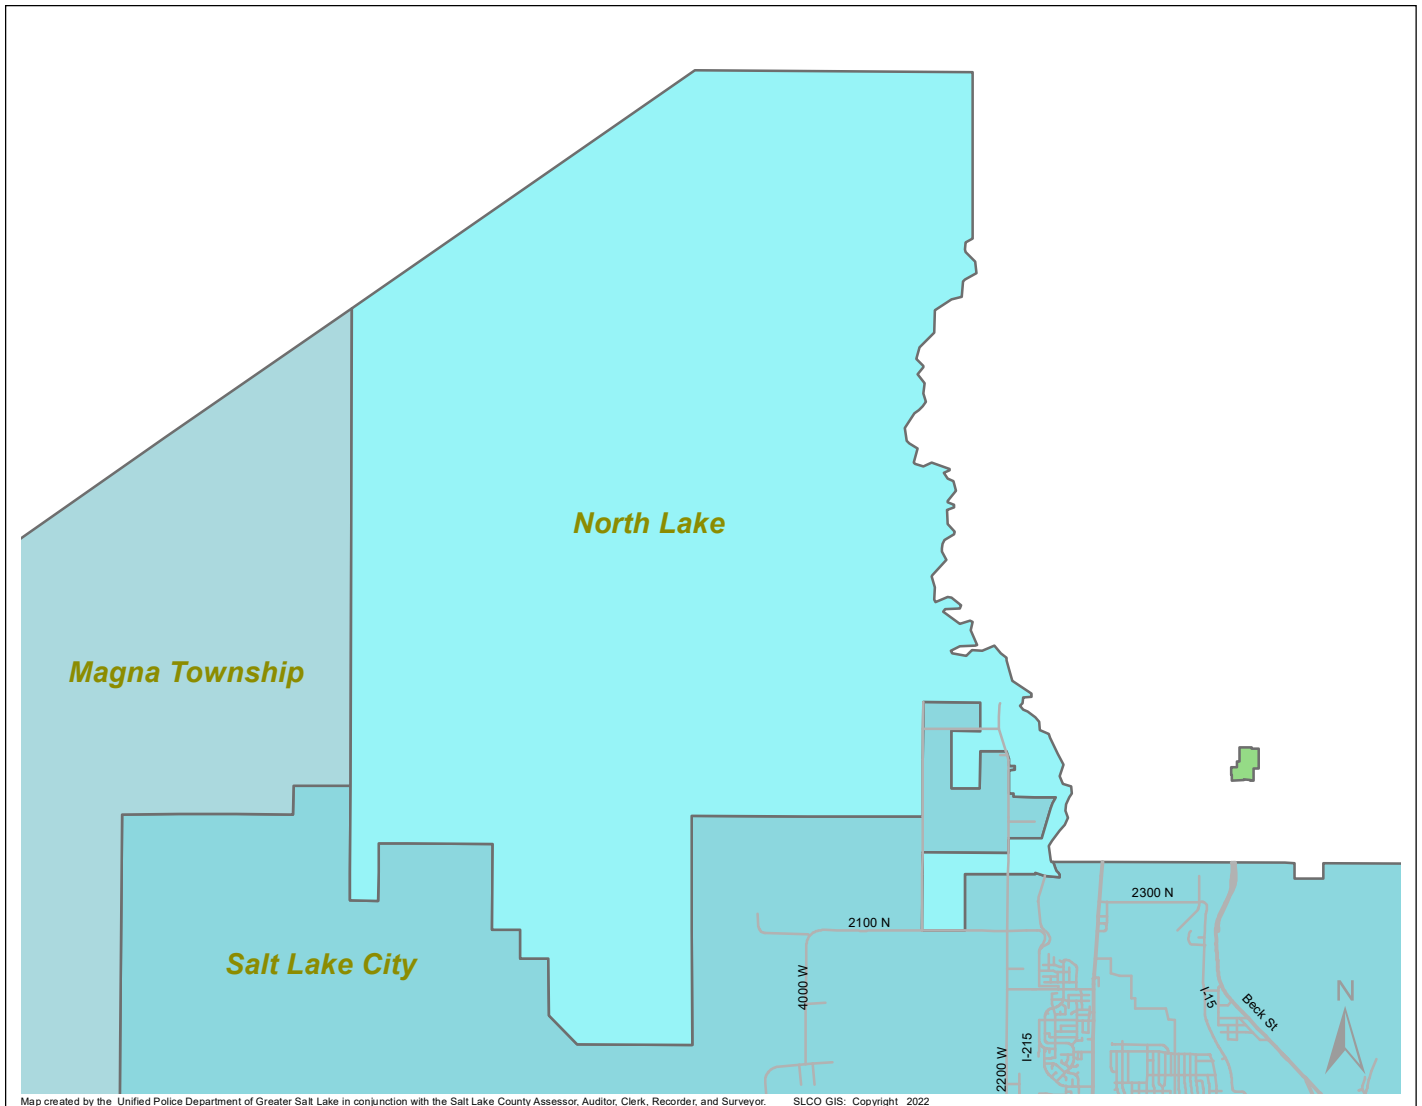 North Lake
Magna Township
2300 N
2100 N
Salt Lake City
4000 W
I-15
Beck St
N
I-215
2200 W
Map created by the Unified Police Department of Greater Salt Lake in conjunction with the Salt Lake County Assessor, Auditor, Clerk, Recorder, and Surveyor. SLCO GIS: Copyright 2022